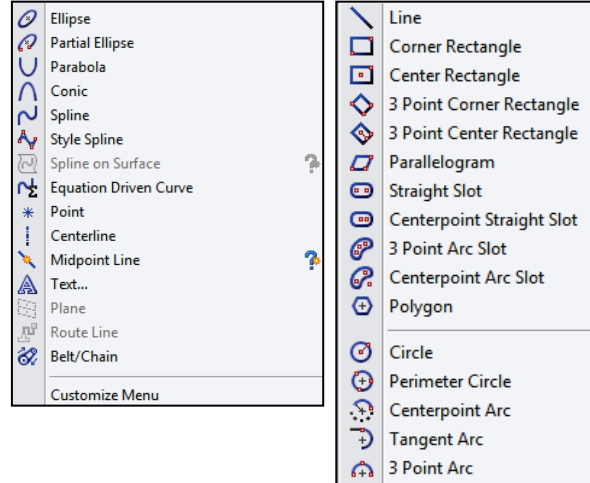 Ellipse
Partial Ellipse
Parabola
Conic
Spline
Style Spline
Spline on Surface
Equation Driven Curve
Point
Centerline
Midpoint Line
Text...
Plane
Route Line
Belt/Chain
Customize Menu
Line
Corner Rectangle
Center Rectangle
3 Point Corner Rectangle
3 Point Center Rectangle
Parallelogram
Straight Slot
Centerpoint Straight Slot
3 Point Arc Slot
Centerpoint Arc Slot
Polygon
Circle
Perimeter Circle
Centerpoint Arc
Tangent Arc
3 Point Arc